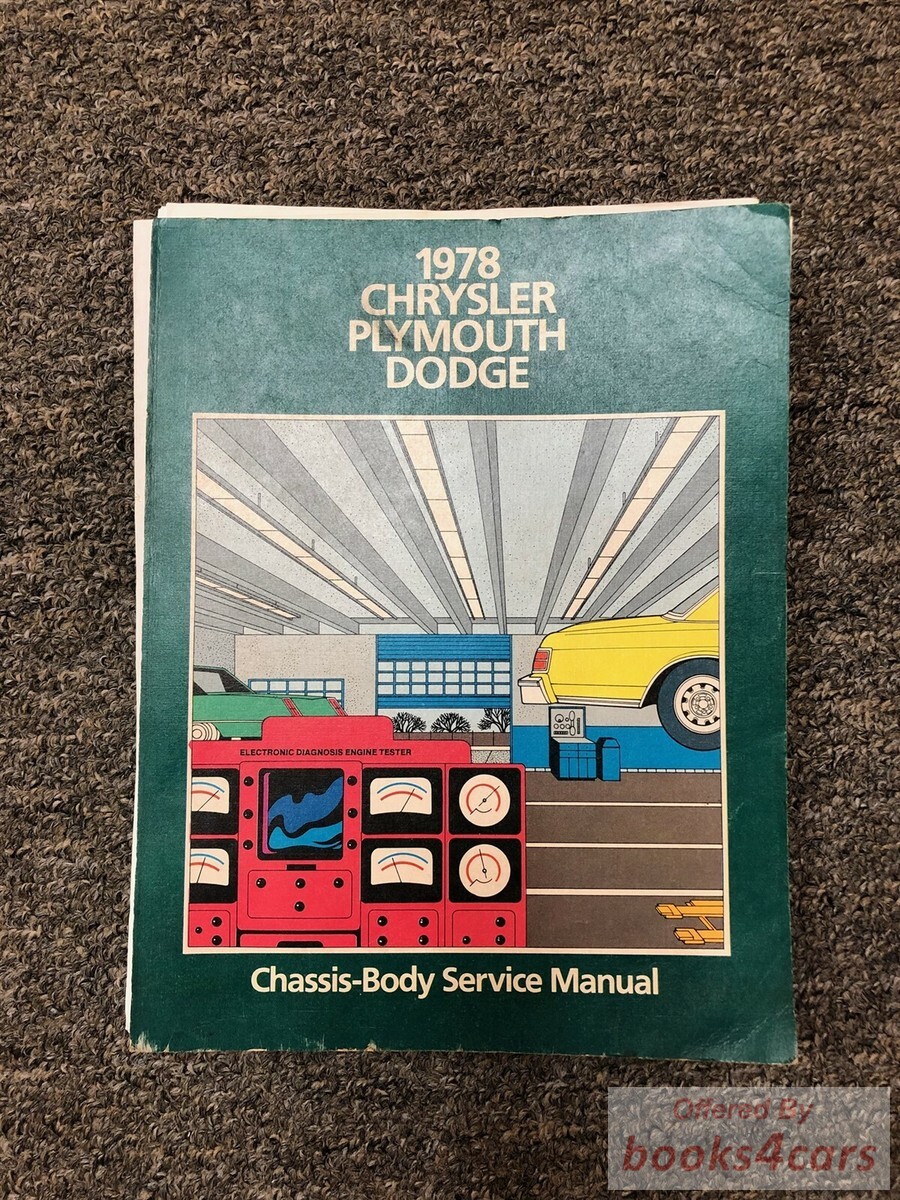 1978
CHRYSLER
PLYMOUTH
DODGE
ELECTRONIC DIAGNOSIS ENGINE TESTER
Chassis-Body Service Manual
Offered By
books4cars